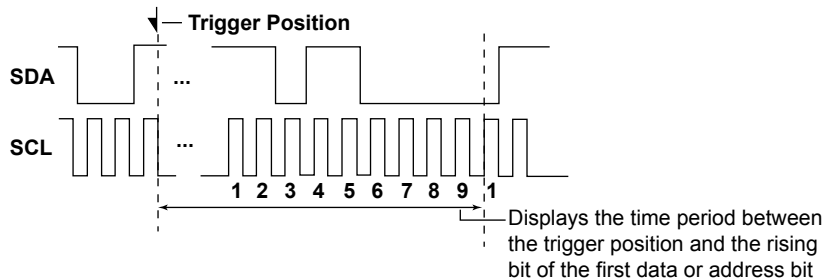 Trigger Position
SDA
...
SCL
...
1 2 3 4 5 6 7 8 9 1
Displays the time period between
the trigger position and the rising
bit of the first data or address bit